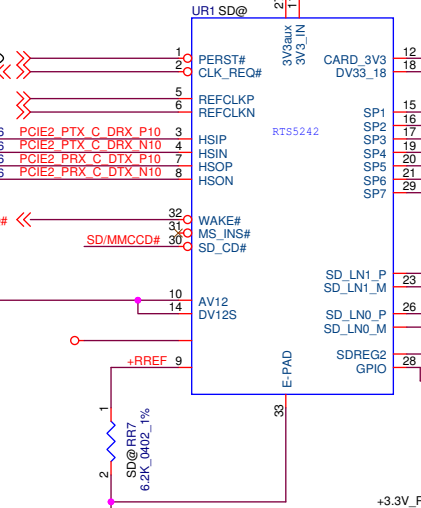 UR1 SD@
27
3V3aux
3V3_IN
1 PERST# CARD_3V3 12
2 CLK_REQ# DV33_18 18
5 REFCLKP
6 REFCLKN
SP1 15
SP2 16
RTS5242
PCIE2_PTX_C_DRX_P10 3 HSIP SP3 17
PCIE2_PTX_C_DRX_N10 4 HSIN SP4 19
PCIE2_PRX_C_DTX_P10 7 HSOP SP5 20
PCIE2_PRX_C_DTX_N10 8 HSON SP6 21
SP7 29
# 32 WAKE#
31 MS_INS#
SD/MMCCD# 30 SD_CD#
SD_LN1_P
SD_LN1_M 23
10 AV12
14 DV12S
SD_LN0_P 26
SD_LN0_M
SDREG2
+RREF 9 GPIO 28
E-PAD
33
1
2
SD@ RR7
6.2K_0402_1%
+3.3V_F